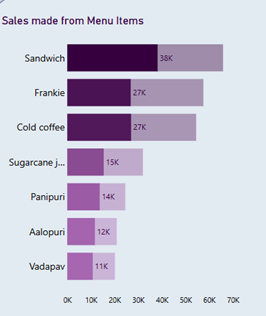 Sales made from Menu Items
Sandwich 38K
Frankie 27K
Cold coffee 27K
Sugarcane j... 15K
Panipuri 14K
Aalopuri 12K
Vadapav 11K
0K 10K 20K 30K 40K 50K 60K 70K